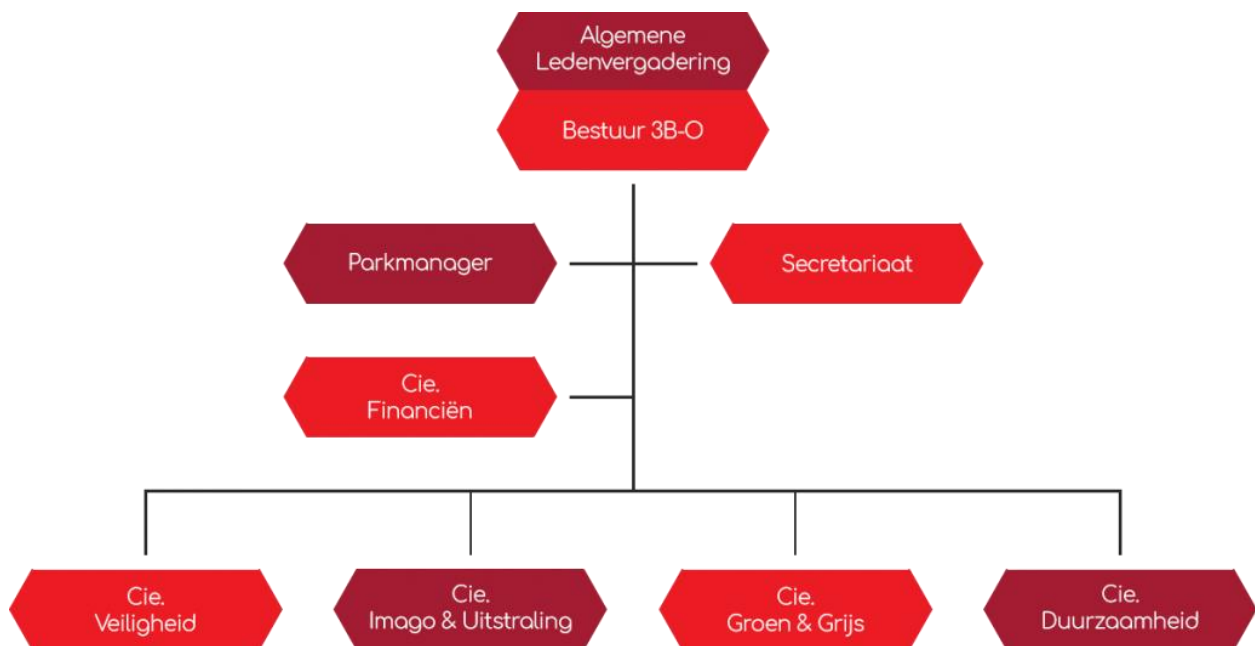 Algemene
Ledenvergadering
Bestuur 3B-O
Parkmanager
Secretariaat
Cie.
Financiën
Cie.
Veiligheid
Cie.
Imago & Uitstraling
Cie.
Groen & Grijs
Cie.
Duurzaamheid